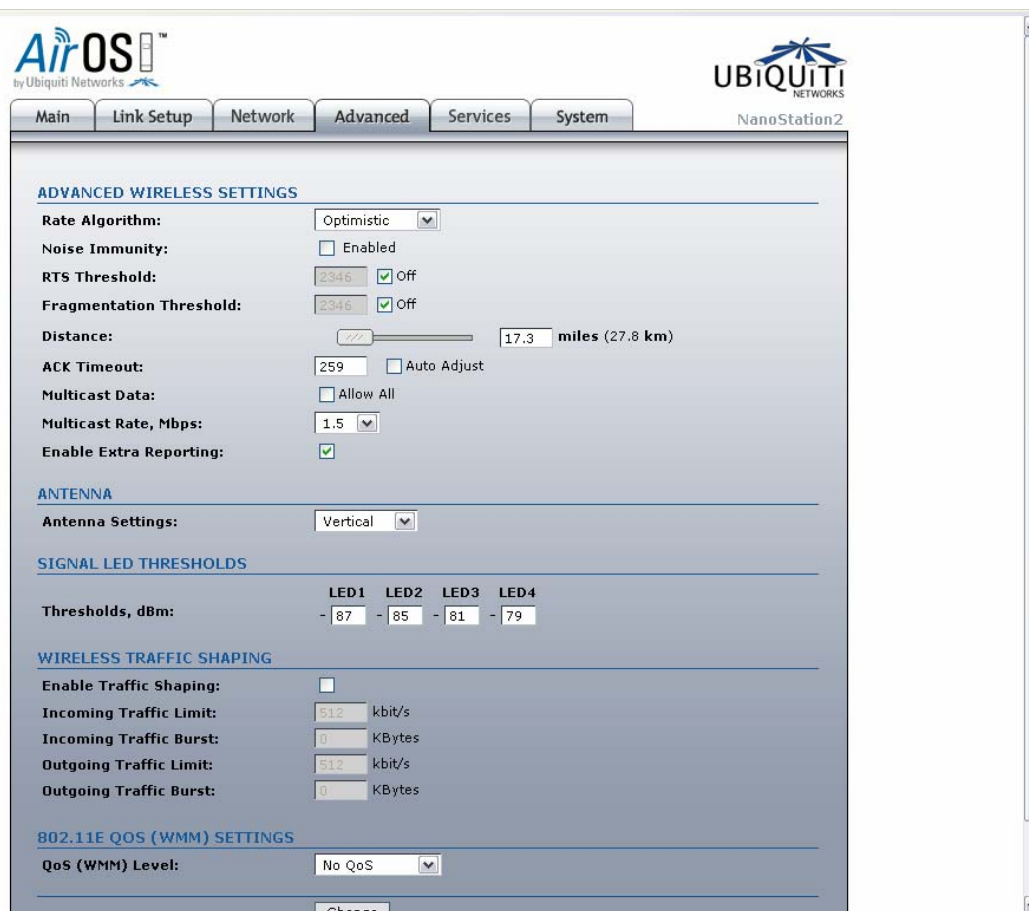 AirOS™
by Ubiquiti Networks
UBiQUiTi
NETWORKS
Main Link Setup Network Advanced Services System NanoStation2
ADVANCED WIRELESS SETTINGS
Rate Algorithm: Optimistic
Noise Immunity: Enabled
RTS Threshold: 2346 Off
Fragmentation Threshold: 2346 Off
Distance: 17.3 miles (27.8 km)
ACK Timeout: 259 Auto Adjust
Multicast Data: Allow All
Multicast Rate, Mbps: 1.5
Enable Extra Reporting:
ANTENNA
Antenna Settings: Vertical
SIGNAL LED THRESHOLDS
LED1 LED2 LED3 LED4
Thresholds, dBm: - 87 - 85 - 81 - 79
WIRELESS TRAFFIC SHAPING
Enable Traffic Shaping:
Incoming Traffic Limit: 512 kbit/s
Incoming Traffic Burst: 0 KBytes
Outgoing Traffic Limit: 512 kbit/s
Outgoing Traffic Burst: 0 KBytes
802.11E QOS (WMM) SETTINGS
QoS (WMM) Level: No QoS
Change